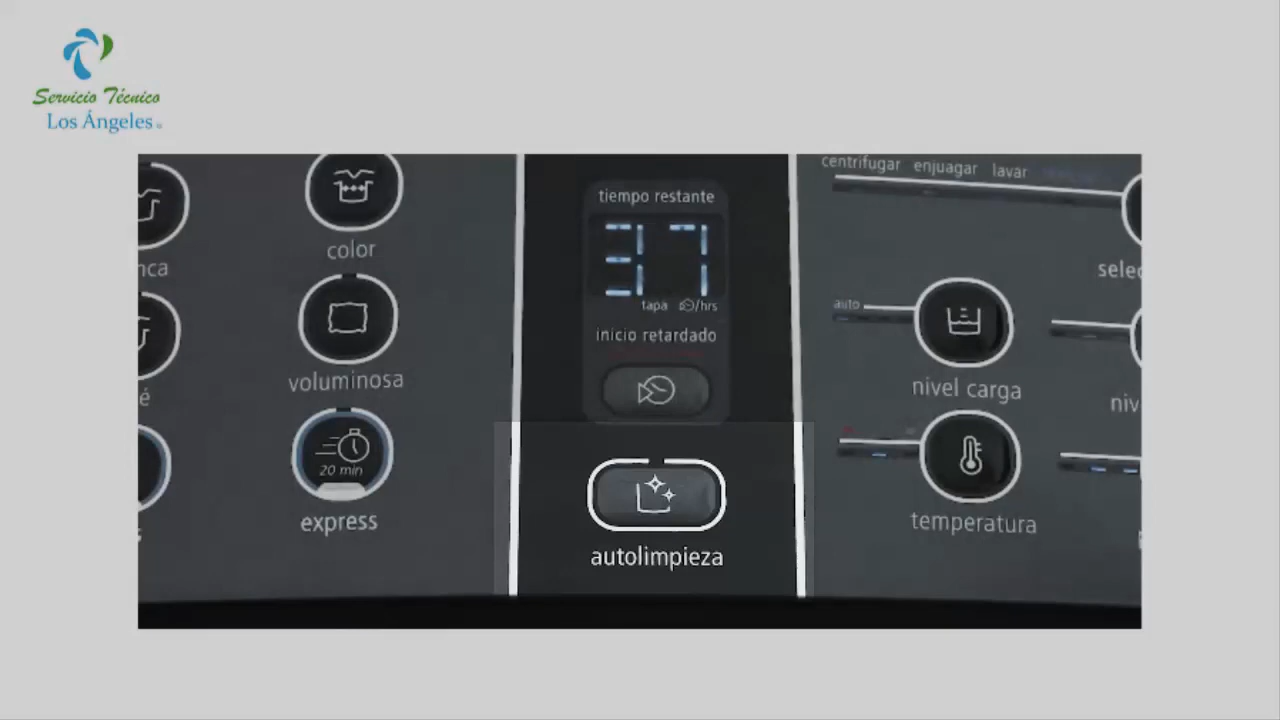 Servicio Técnico
Los Ángeles
centrifugar enjuagar lavar
tiempo restante
37
tapa /hrs
inicio retardado
color
voluminosa
20 min
express
autolimpieza
auto
nivel carga
temperatura